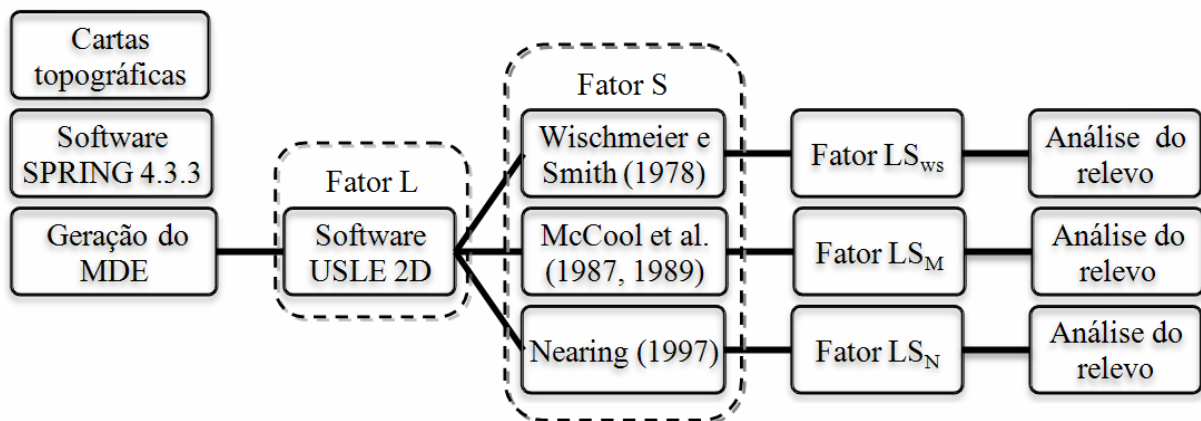 Cartas
topográficas
Software
SPRING 4.3.3
Geração do
MDE
Fator L
Software
USLE 2D
Fator S
Wischmeier e
Smith (1978)
McCool et al.
(1987, 1989)
Nearing (1997)
Fator LSws
Fator LSM
Fator LSN
Análise do
relevo
Análise do
relevo
Análise do
relevo